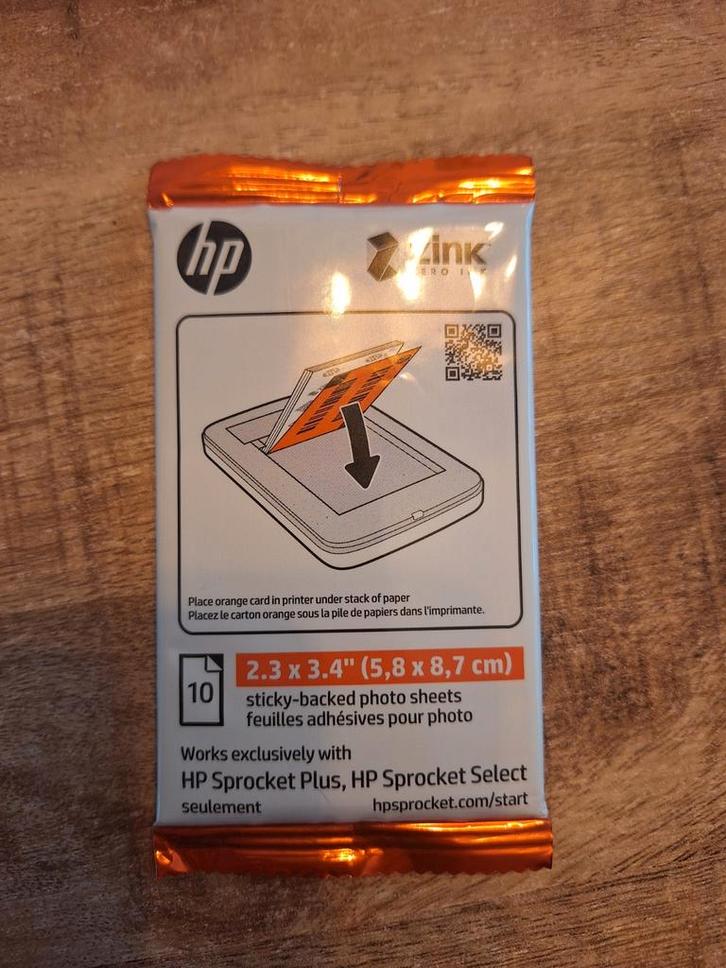 hp
Zink
ZERO INK
Place orange card in printer under stack of paper
Placez le carton orange sous la pile de papiers dans l'imprimante.
10
2.3 x 3.4" (5,8 x 8,7 cm)
sticky-backed photo sheets
feuilles adhésives pour photo
Works exclusively with
HP Sprocket Plus, HP Sprocket Select
seulement hpsprocket.com/start